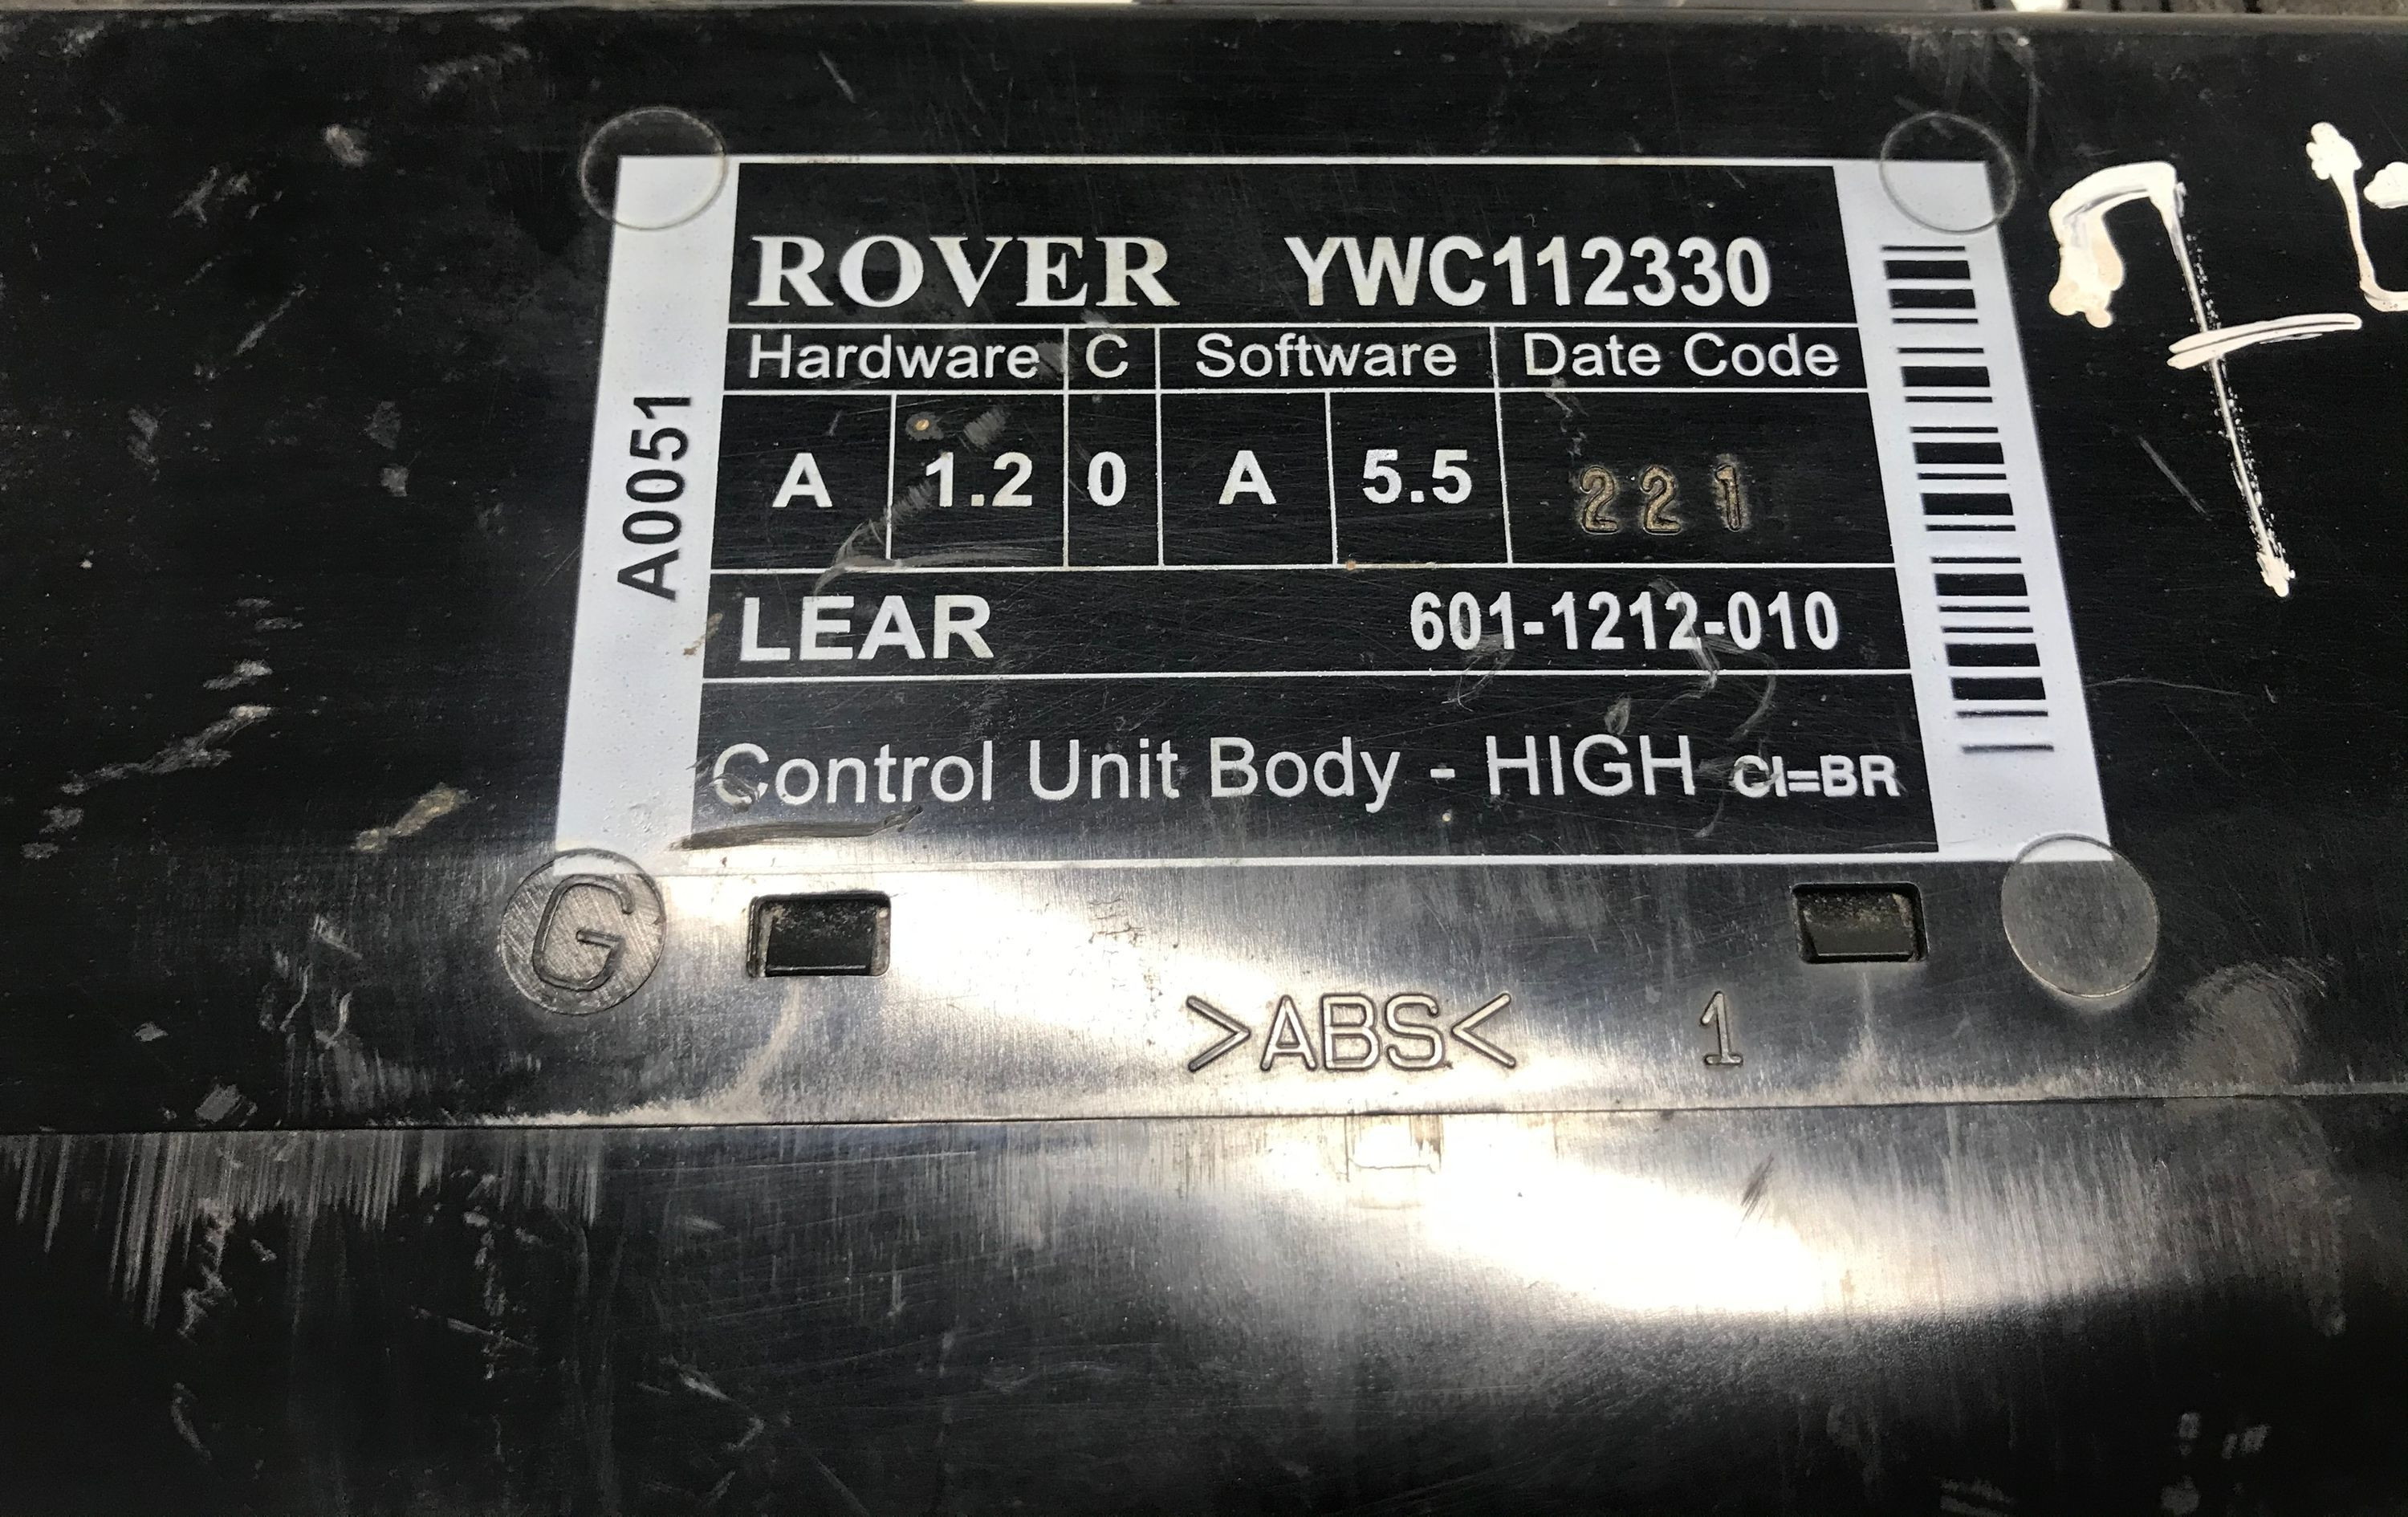 ROVER YWC112330
Hardware C Software Date Code
A 1.2 0 A 5.5 221
LEAR 601-1212-010
Control Unit Body - HIGH CI=BR
A0051
G
>ABS< 1